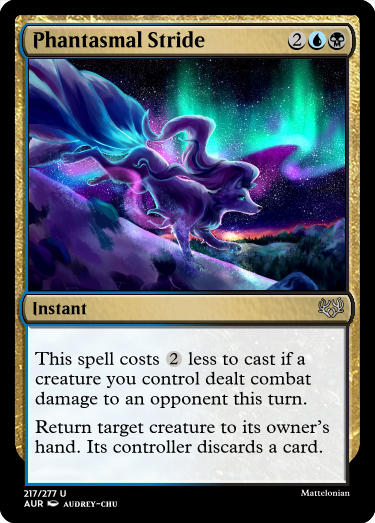 Phantasmal Stride 2
Instant
This spell costs 2 less to cast if a
creature you control dealt combat
damage to an opponent this turn.
Return target creature to its owner's
hand. Its controller discards a card.
217/277 U
Mattelonian
AUR AUDREY-CHU